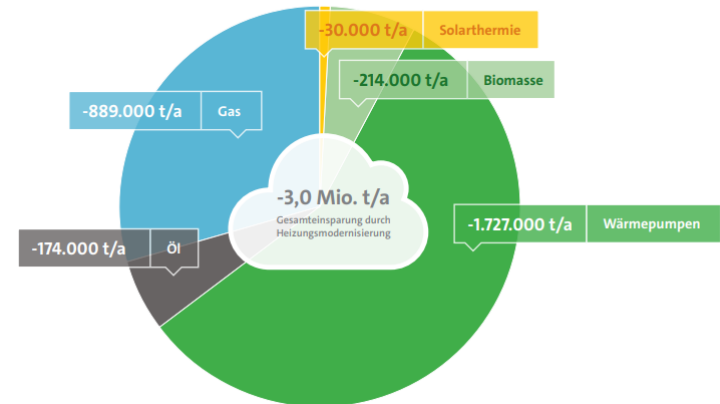 -30.000 t/a Solarthermie
-214.000 t/a Biomasse
-889.000 t/a Gas
-3,0 Mio. t/a
Gesamteinsparung durch
Heizungsmodernisierung
-1.727.000 t/a Wärmepumpen
-174.000 t/a Öl